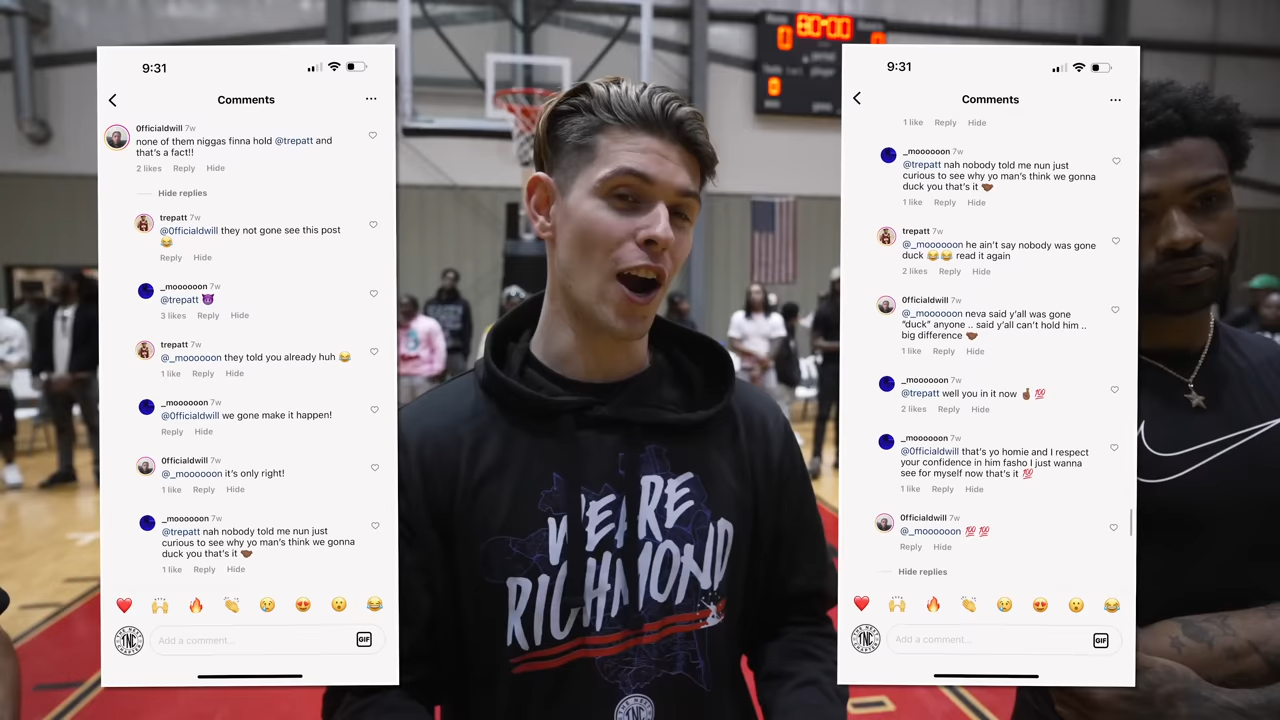 9:31
Comments
0fficialdwill 7w
none of them niggas finna hold @trepatt and
that's a fact!!
2 likes Reply Hide
Hide replies
trepatt 7w
@0fficialdwill they not gone see this post
😂
Reply Hide
_moooooon 7w
@trepatt 😈
3 likes Reply Hide
trepatt 7w
@_moooooon they told you already huh 😂
1 like Reply Hide
_moooooon 7w
@0fficialdwill we gone make it happen!
Reply Hide
0fficialdwill 7w
@_moooooon it's only right!
1 like Reply Hide
_moooooon 7w
@trepatt nah nobody told me nun just
curious to see why yo man's think we gonna
duck you that's it 🤝🏾
1 like Reply Hide
Add a comment...
GIF
TNC
9:31
Comments
1 like Reply Hide
_moooooon 7w
@trepatt nah nobody told me nun just
curious to see why yo man's think we gonna
duck you that's it 🤝🏾
1 like Reply Hide
trepatt 7w
@_moooooon he ain't say nobody was gone
duck 😂😂 read it again
2 likes Reply Hide
0fficialdwill 7w
@_moooooon neva said y'all was gone
"duck" anyone .. said y'all can't hold him ..
big difference 🤝🏾
1 like Reply Hide
_moooooon 7w
@trepatt well you in it now 🤞🏾 💯
2 likes Reply Hide
_moooooon 7w
@0fficialdwill that's yo homie and I respect
your confidence in him fasho I just wanna
see for myself now that's it 💯
1 like Reply Hide
0fficialdwill 7w
@_moooooon 💯 💯
Reply Hide
Hide replies
Add a comment...
GIF
TNC
80:00
0
0
0
WE ARE
RICHMOND
TNC